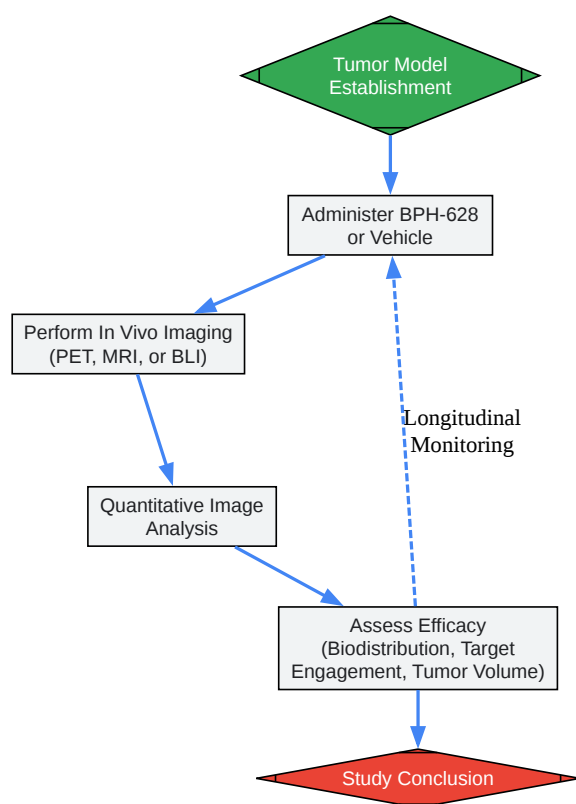 Tumor Model
Establishment
Administer BPH-628
or Vehicle
Perform In Vivo Imaging
(PET, MRI, or BLI)
Longitudinal
Monitoring
Quantitative Image
Analysis
Assess Efficacy
(Biodistribution, Target
Engagement, Tumor Volume)
Study Conclusion